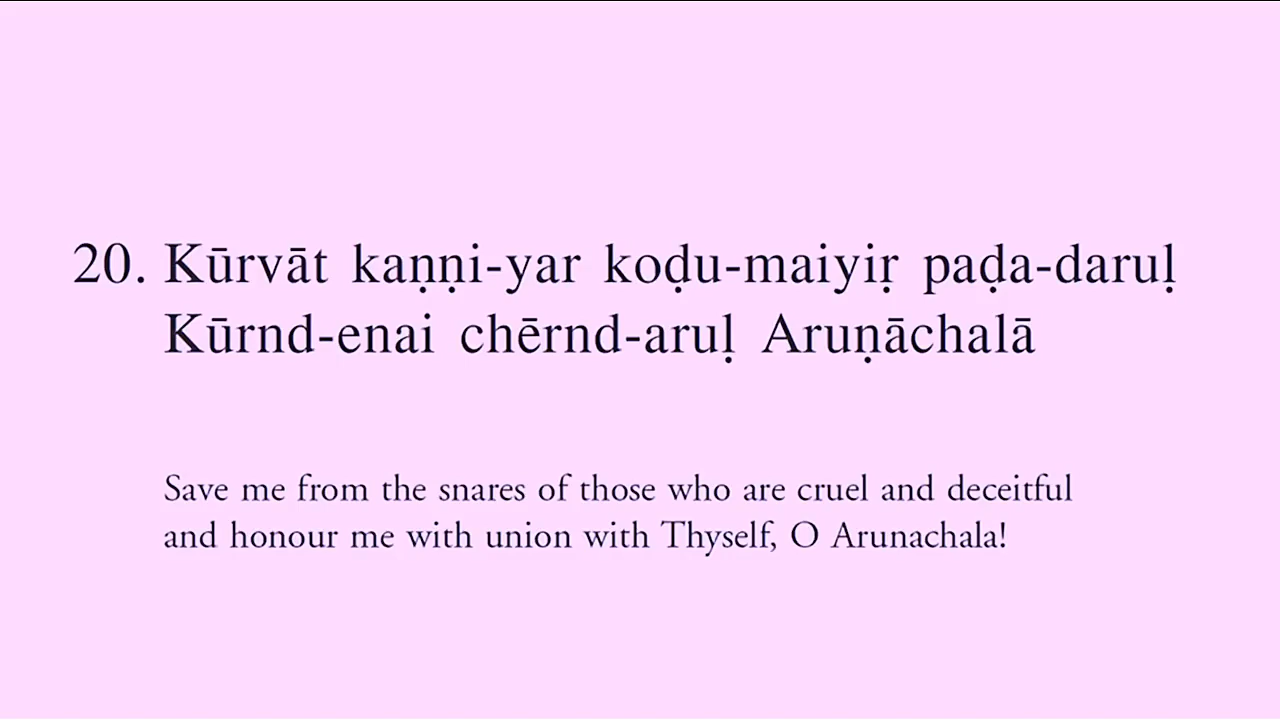 20. Kūrvāt kaṇṇi-yar koḍu-maiyiṛ paḍa-daruḷ
Kūrnd-enai chērnd-aruḷ Aruṇāchalā
Save me from the snares of those who are cruel and deceitful
and honour me with union with Thyself, O Arunachala!